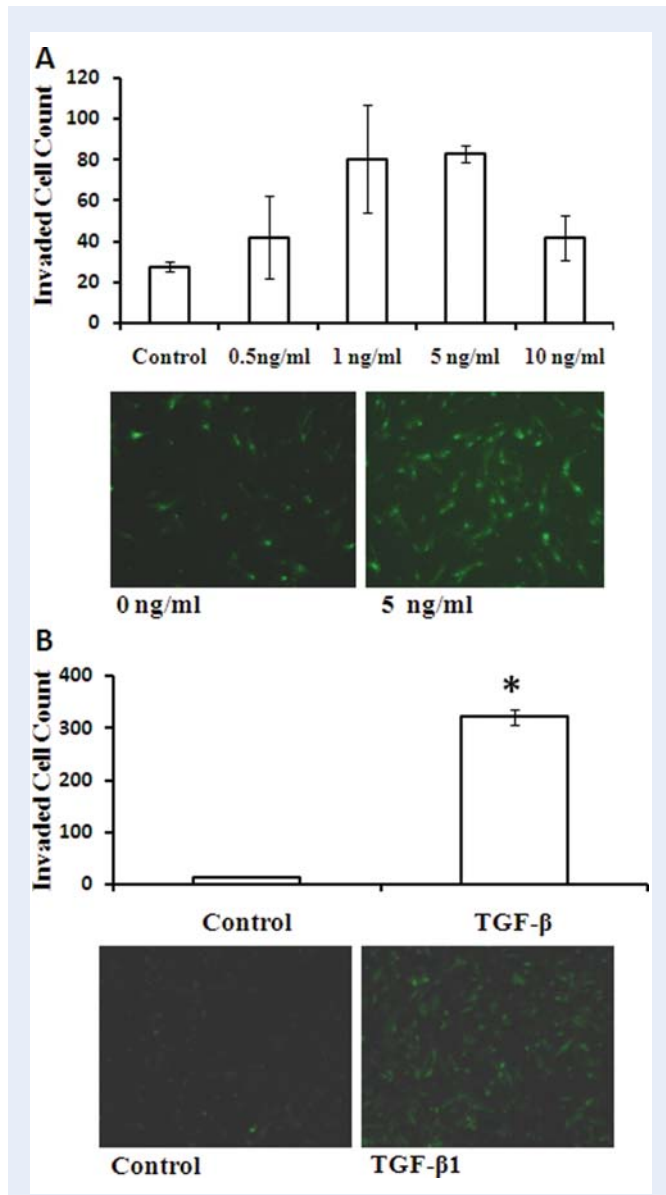 A
Invaded Cell Count
120
100
80
60
40
20
0
Control 0.5ng/ml 1 ng/ml 5 ng/ml 10 ng/ml
0 ng/ml 5 ng/ml
B
Invaded Cell Count
400
300
200
100
0
*
Control TGF-β
Control TGF-β1